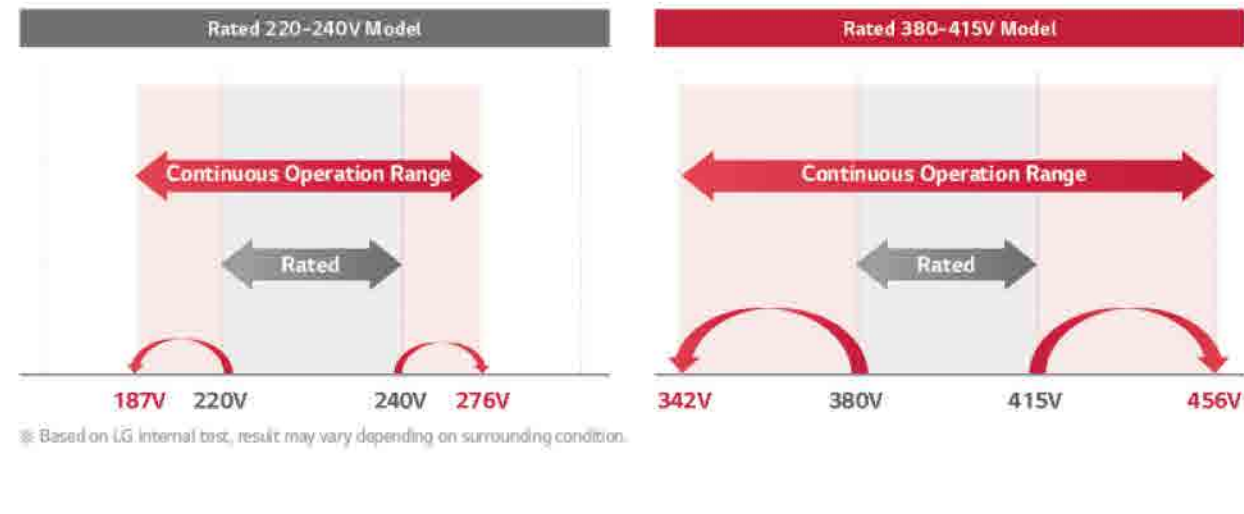 Rated 220-240V Model
Continuous Operation Range
Rated
187V 220V 240V 276V
※ Based on LG internal test, result may vary depending on surrounding condition.
Rated 380-415V Model
Continuous Operation Range
Rated
342V 380V 415V 456V